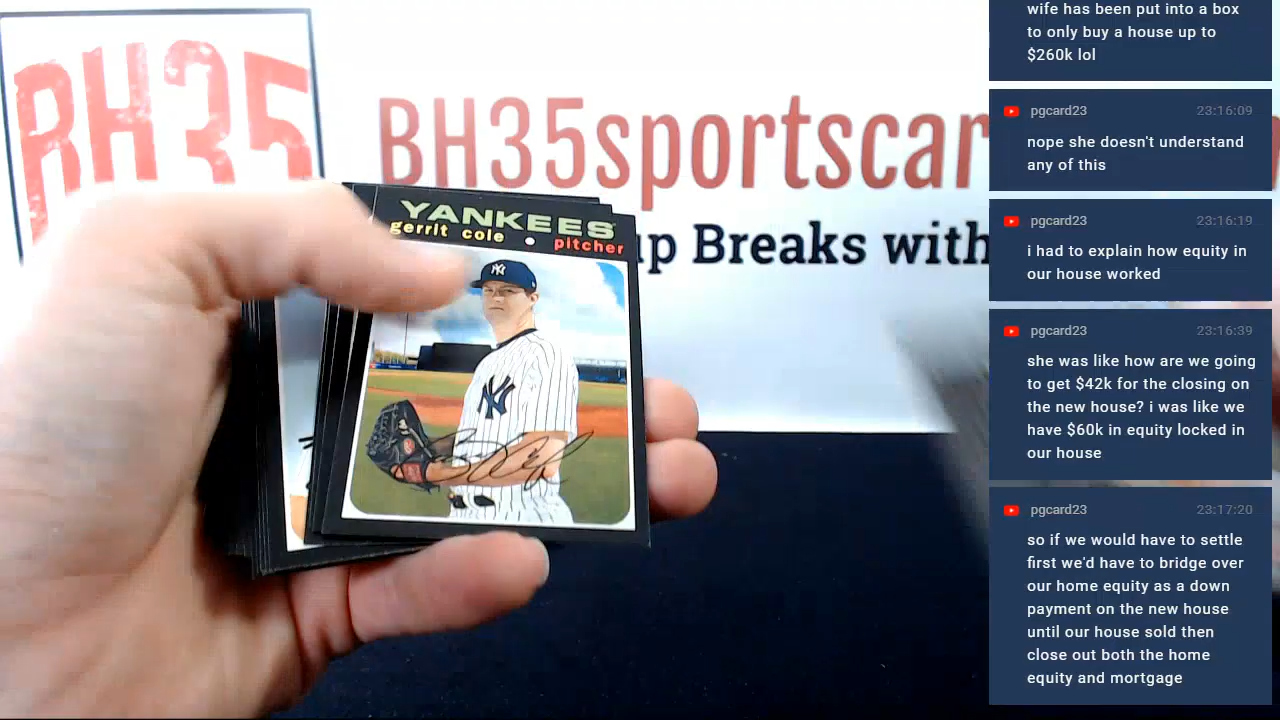 BH35
BH35sportscar
up Breaks with
YANKEES
gerrit cole • pitcher
wife has been put into a box
to only buy a house up to
$260k lol
pgcard23 23:16:09
nope she doesn't understand
any of this
pgcard23 23:16:19
i had to explain how equity in
our house worked
pgcard23 23:16:39
she was like how are we going
to get $42k for the closing on
the new house? i was like we
have $60k in equity locked in
our house
pgcard23 23:17:20
so if we would have to settle
first we'd have to bridge over
our home equity as a down
payment on the new house
until our house sold then
close out both the home
equity and mortgage